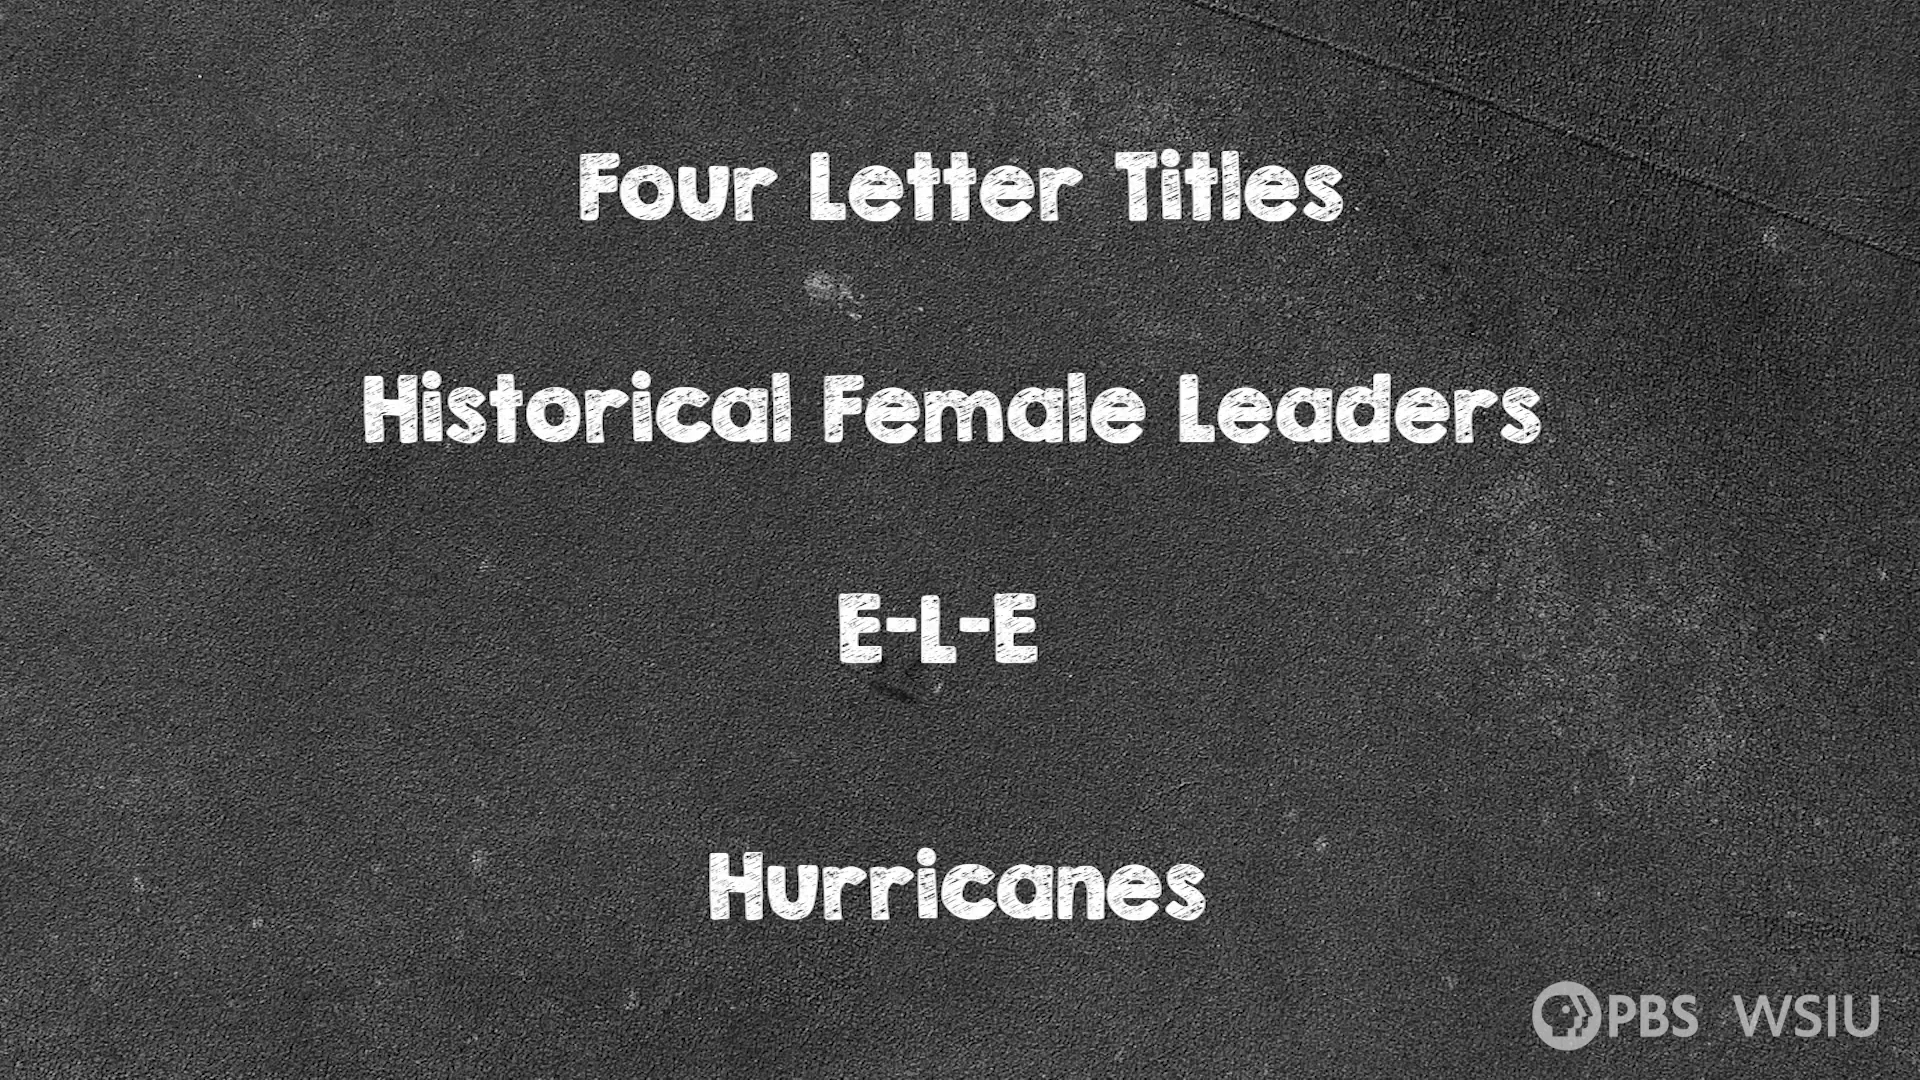 Four Letter Titles
Historical Female Leaders
E-L-E
Hurricanes
PBS WSIU